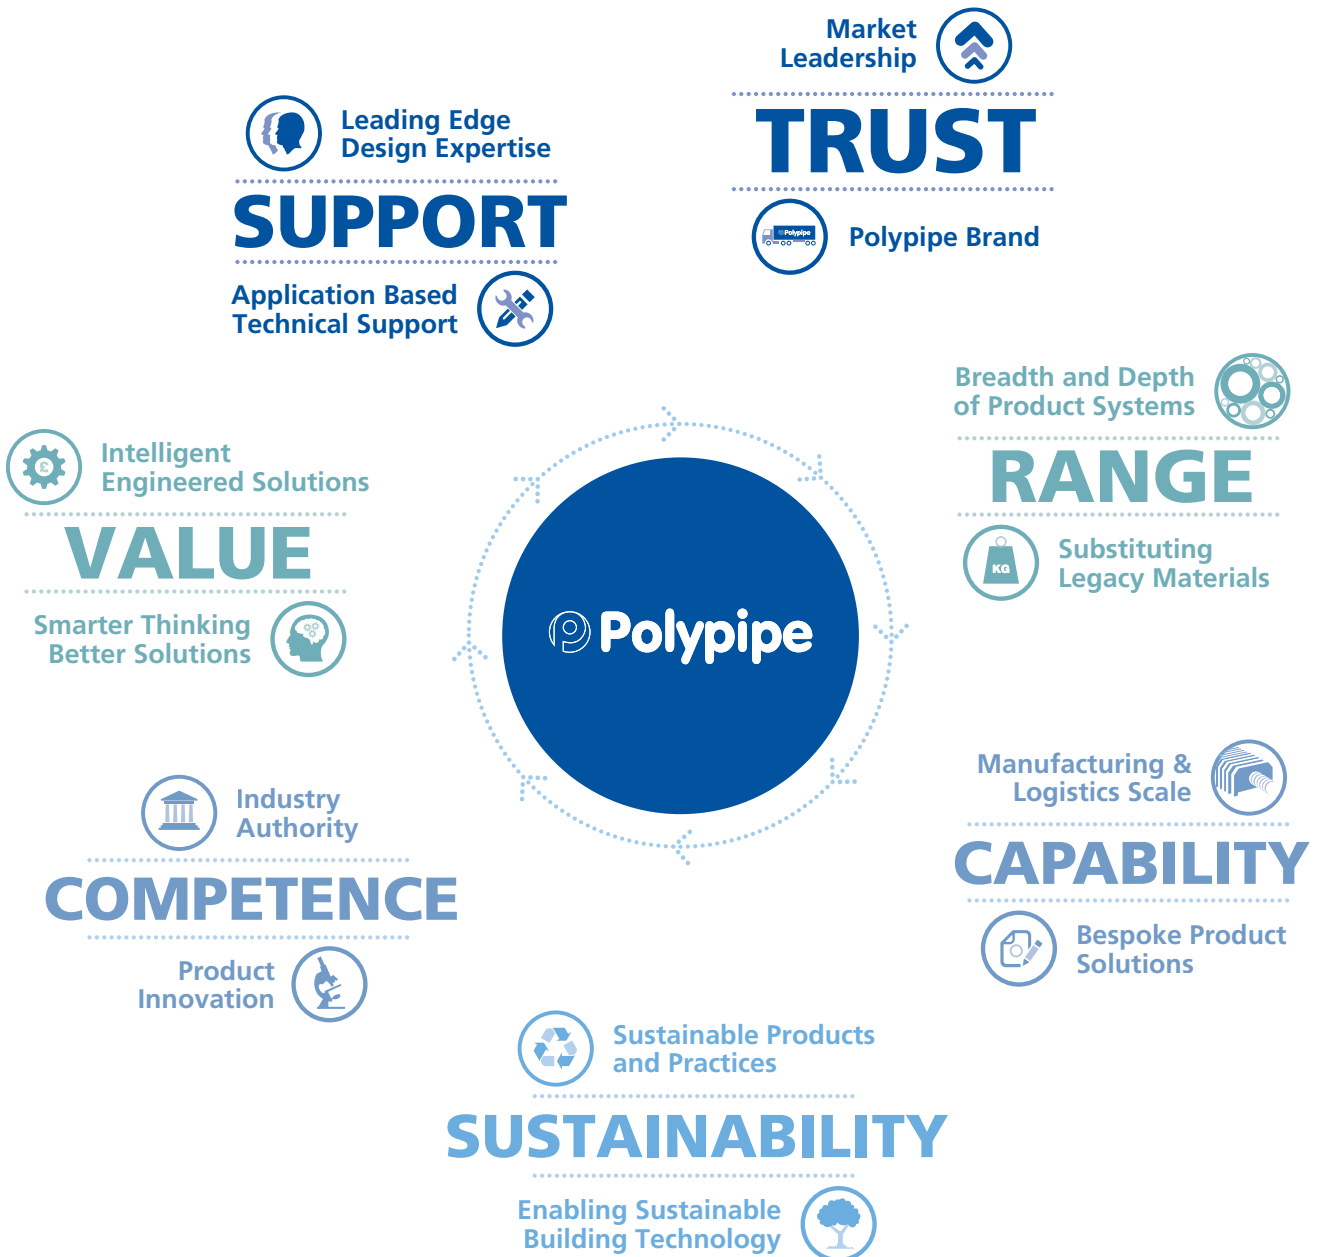 Market
Leadership
TRUST
Polypipe
Polypipe Brand
Leading Edge
Design Expertise
SUPPORT
Application Based
Technical Support
Breadth and Depth
of Product Systems
RANGE
KG
Substituting
Legacy Materials
£
Intelligent
Engineered Solutions
VALUE
Smarter Thinking
Better Solutions
Polypipe
Manufacturing &
Logistics Scale
CAPABILITY
Bespoke Product
Solutions
Industry
Authority
COMPETENCE
Product
Innovation
Sustainable Products
and Practices
SUSTAINABILITY
Enabling Sustainable
Building Technology